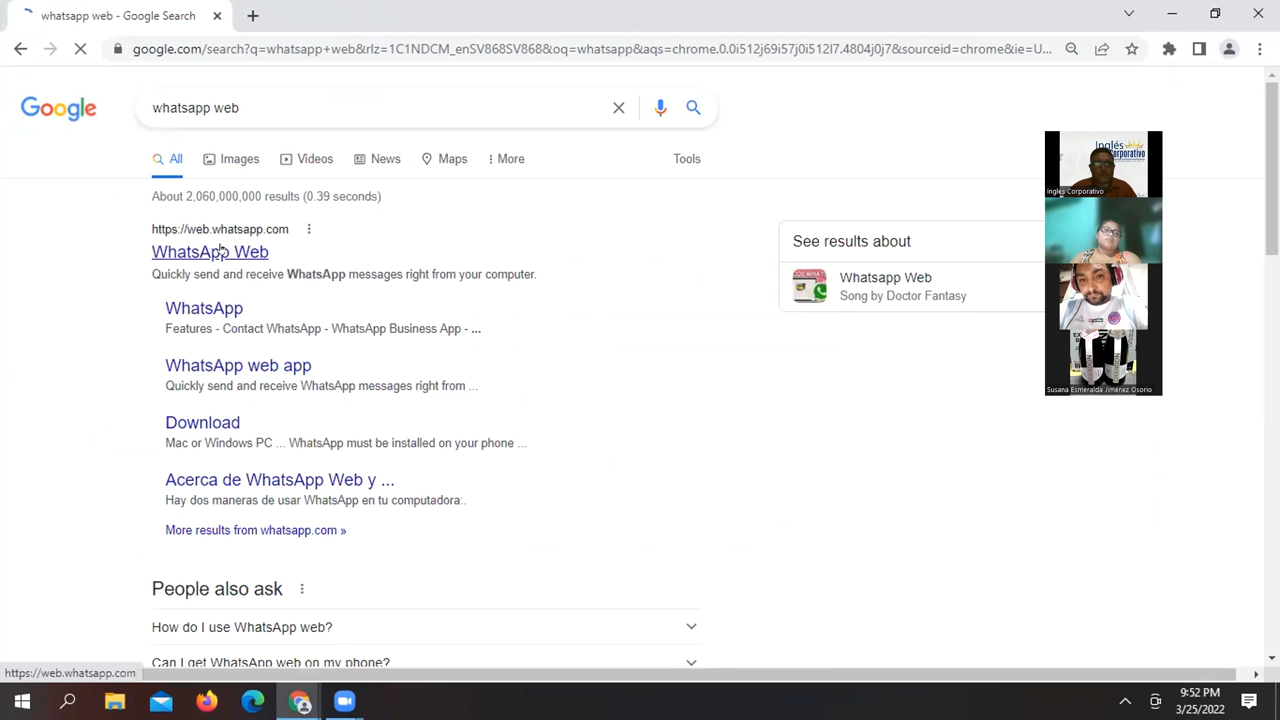 whatsapp web - Google Search
google.com/search?q=whatsapp+web&rlz=1C1NDCM_enSV868SV868&oq=whatsapp&aqs=chrome.0.0i512j69i57j0i512l7.4804j0j7&sourceid=chrome&ie=U...
Google
whatsapp web
All
Images
Videos
News
Maps
More
Tools
About 2,060,000,000 results (0.39 seconds)
https://web.whatsapp.com
WhatsApp Web
Quickly send and receive WhatsApp messages right from your computer.
WhatsApp
Features - Contact WhatsApp - WhatsApp Business App - ...
WhatsApp web app
Quickly send and receive WhatsApp messages right from ...
Download
Mac or Windows PC ... WhatsApp must be installed on your phone ...
Acerca de WhatsApp Web y ...
Hay dos maneras de usar WhatsApp en tu computadora:.
More results from whatsapp.com »
People also ask
How do I use WhatsApp web?
Can I get WhatsApp web on my phone?
See results about
Whatsapp Web
Song by Doctor Fantasy
Inglés
Corporativo
Inglés Corporativo
Susana Esmeralda Jiménez Osorio
https://web.whatsapp.com
9:52 PM
3/25/2022